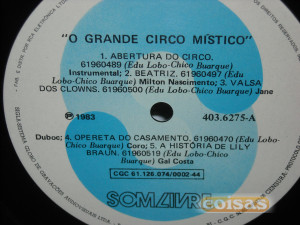 "O GRANDE CIRCO MÍSTICO"
1. ABERTURA DO CIRCO,
61960489 (Edu Lobo-Chico Buarque)
Instrumental; 2. BEATRIZ, 61960497 (Edu
Lobo-Chico Buarque) Milton Nascimento; 3. VALSA
DOS CLOWNS, 61960500 (Edu Lobo-Chico Buarque) Jane
℗ 1983
403.6275-A
Duboc; 4. OPERETA DO CASAMENTO, 61960470 (Edu
Lobo-Chico Buarque) Coro; 5. A HISTÓRIA DE LILY
BRAUN, 61960519 (Edu Lobo-Chico
Buarque) Gal Costa
CGC 61.126.074/0002-44
SOM LIVRE
coisas